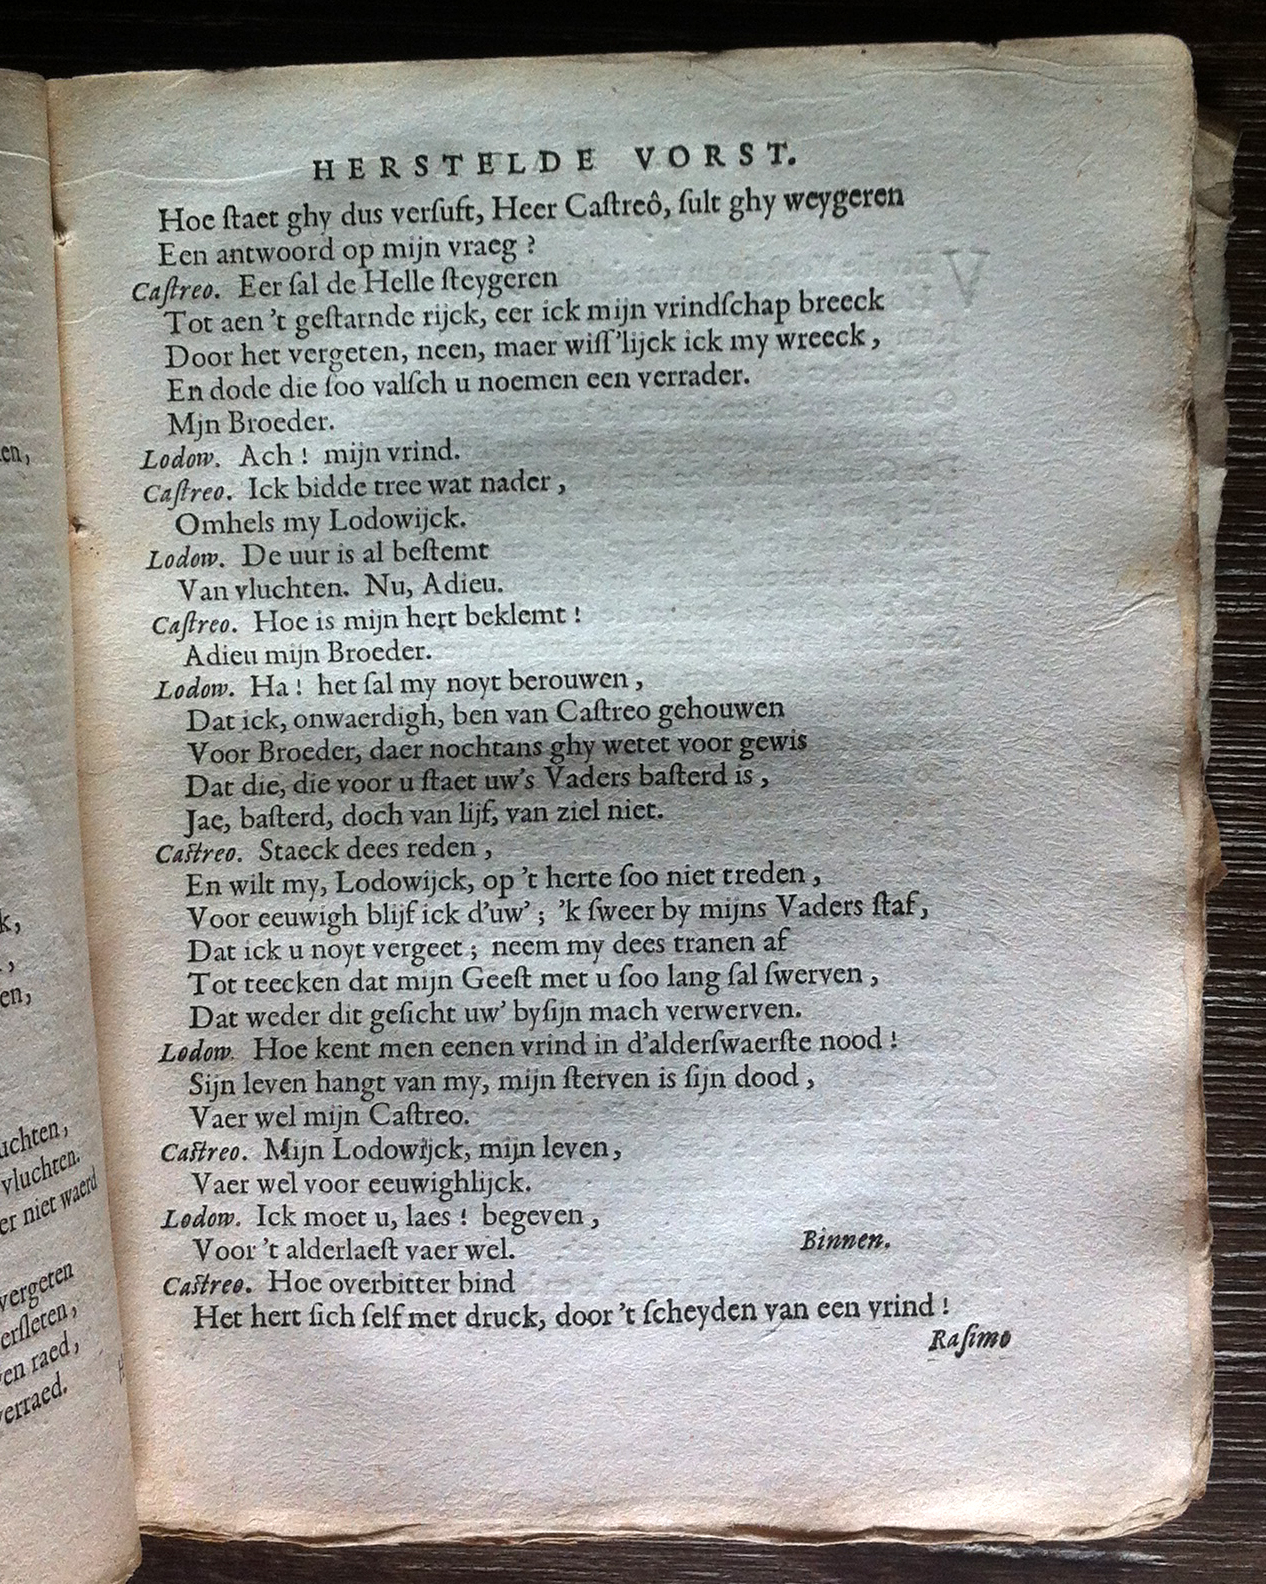 HERSTELDE VORST.
Hoe ſtaet ghy dus verſuft, Heer Caſtreô, ſult ghy weygeren
Een antwoord op mijn vraeg ?
Caſtreo. Eer ſal de Helle ſteygeren
Tot aen 't geſtarnde rijck, eer ick mijn vrindſchap breeck
Door het vergeten, neen, maer wiſſ'lijck ick my wreeck,
En dode die ſoo valſch u noemen een verrader.
Mjn Broeder.
Lodow. Ach ! mijn vrind.
Caſtreo. Ick bidde tree wat nader,
Omhels my Lodowijck.
Lodow. De uur is al beſtemt
Van vluchten. Nu, Adieu.
Caſtreo. Hoe is mijn hert beklemt !
Adieu mijn Broeder.
Lodow. Ha ! het ſal my noyt berouwen,
Dat ick, onwaerdigh, ben van Caſtreo gehouwen
Voor Broeder, daer nochtans ghy wetet voor gewis
Dat die, die voor u ſtaet uw's Vaders baſterd is,
Jae, baſterd, doch van lijf, van ziel niet.
Caſtreo. Staeck dees reden,
En wilt my, Lodowijck, op 't herte ſoo niet treden,
Voor eeuwigh blijf ick d'uw' ; 'k ſweer by mijns Vaders ſtaf,
Dat ick u noyt vergeet ; neem my dees tranen af
Tot teecken dat mijn Geeſt met u ſoo lang ſal ſwerven,
Dat weder dit geſicht uw' byſijn mach verwerven.
Lodow. Hoe kent men eenen vrind in d'alderſwaerſte nood !
Sijn leven hangt van my, mijn ſterven is ſijn dood,
Vaer wel mijn Caſtreo.
Caſtreo. Mijn Lodowijck, mijn leven,
Vaer wel voor eeuwighlijck.
Lodow. Ick moet u, laes ! begeven,
Voor 't alderlaeſt vaer wel. Binnen.
Caſtreo. Hoe overbitter bind
Het hert ſich ſelf met druck, door 't ſcheyden van een vrind !
Raſimo